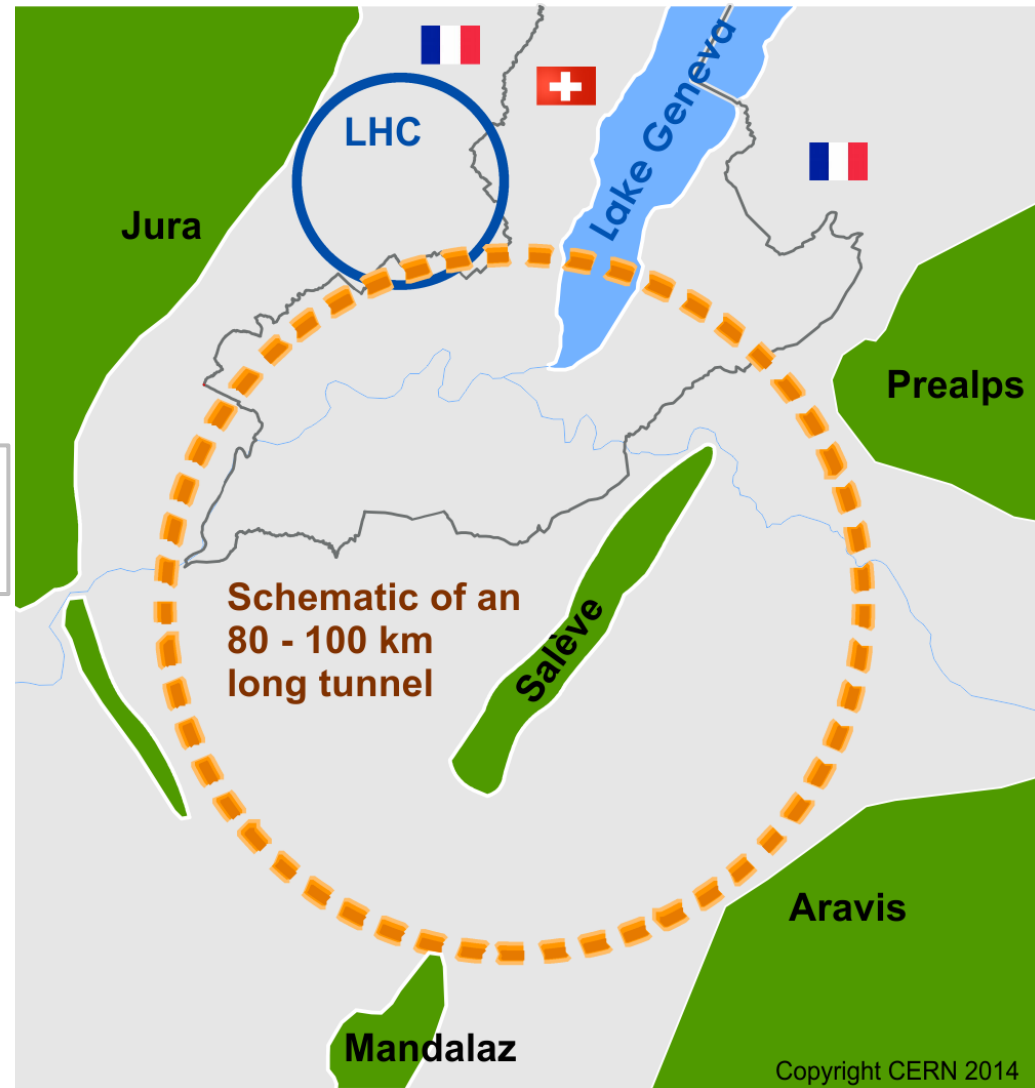 LHC
Lake Geneva
Jura
Prealps
Schematic of an
80 - 100 km
long tunnel
Salève
Aravis
Mandalaz
Copyright CERN 2014